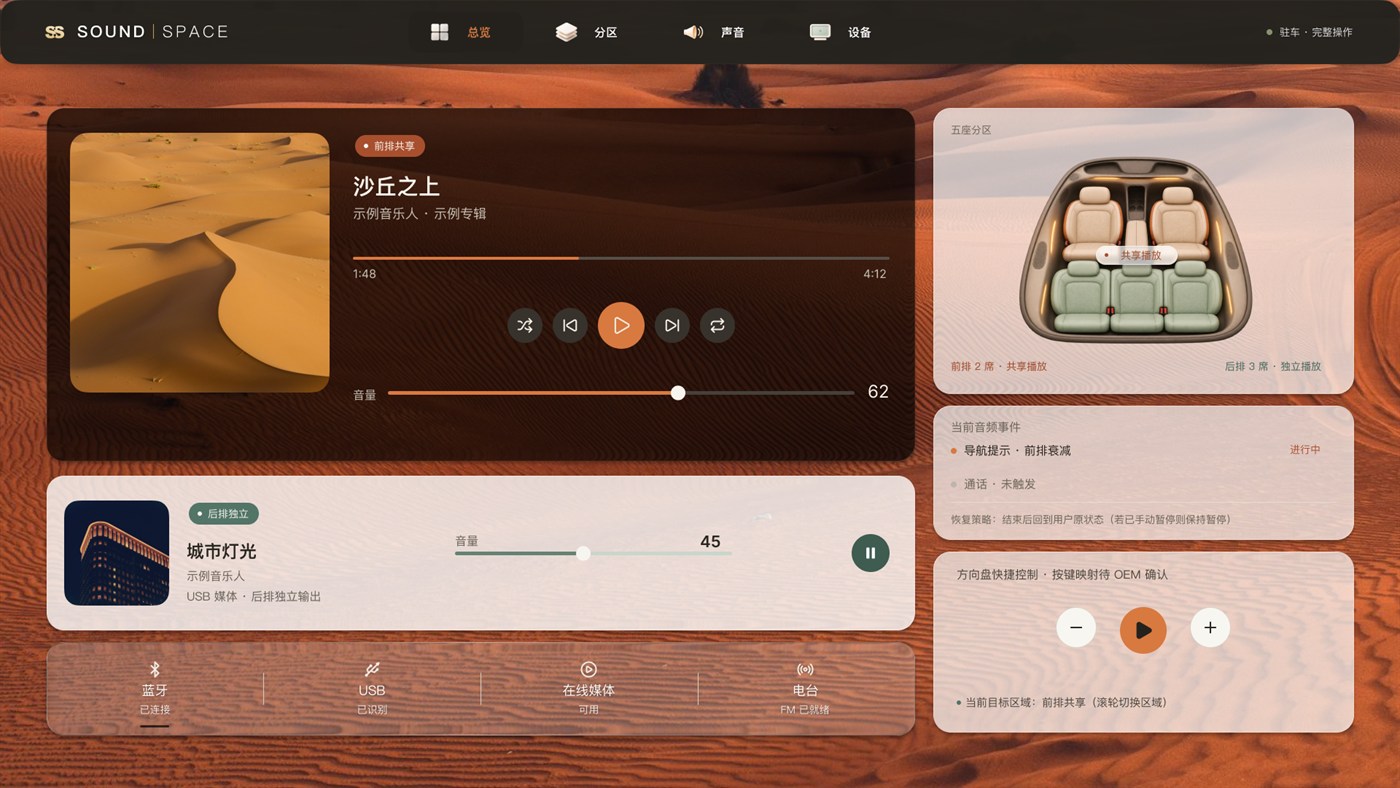 SS SOUND | SPACE
总览
分区
声音
设备
驻车 · 完整操作
前排共享
沙丘之上
示例音乐人 · 示例专辑
1:48
4:12
音量
62
后排独立
城市灯光
示例音乐人
USB 媒体 · 后排独立输出
音量
45
蓝牙
已连接
USB
已识别
在线媒体
可用
电台
FM 已就绪
五座分区
共享播放
前排 2 席 · 共享播放
后排 3 席 · 独立播放
当前音频事件
导航提示 · 前排衰减
进行中
通话 · 未触发
恢复策略：结束后回到用户原状态（若已手动暂停则保持暂停）
方向盘快捷控制 · 按键映射待 OEM 确认
当前目标区域：前排共享（滚轮切换区域）